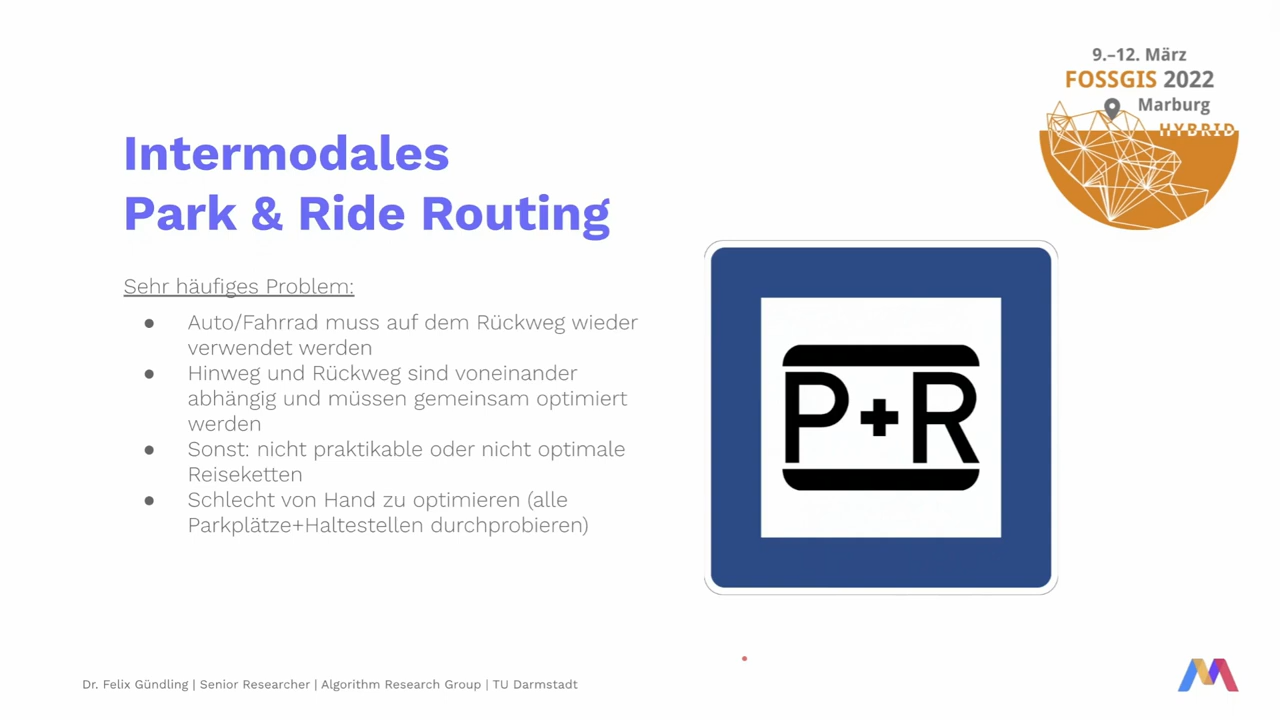 9.–12. März
FOSSGIS 2022
Marburg
HYBRID
Intermodales
Park & Ride Routing
Sehr häufiges Problem:
● Auto/Fahrrad muss auf dem Rückweg wieder
verwendet werden
● Hinweg und Rückweg sind voneinander
abhängig und müssen gemeinsam optimiert
werden
● Sonst: nicht praktikable oder nicht optimale
Reiseketten
● Schlecht von Hand zu optimieren (alle
Parkplätze+Haltestellen durchprobieren)
P+R
Dr. Felix Gündling | Senior Researcher | Algorithm Research Group | TU Darmstadt